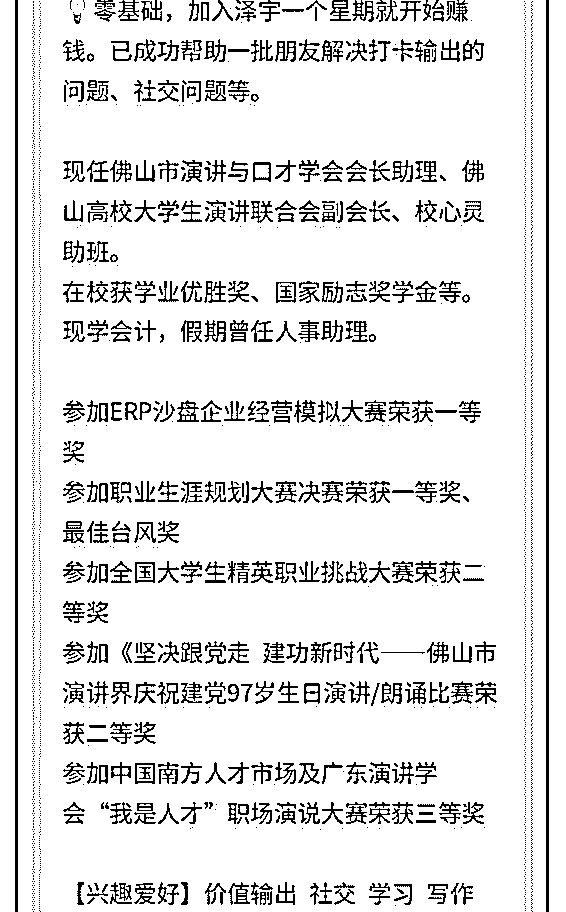 零基础，加入泽宇一个星期就开始赚
钱。已成功帮助一批朋友解决打卡输出的
问题、社交问题等。
现任佛山市演讲与口才学会会长助理、佛
山高校大学生演讲联合会副会长、校心灵
助班。
在校获学业优胜奖、国家励志奖学金等。
现学会计，假期曾任人事助理。
参加ERP沙盘企业经营模拟大赛荣获一等
奖
参加职业生涯规划大赛决赛荣获一等奖、
最佳台风奖
参加全国大学生精英职业挑战大赛荣获二
等奖
参加《坚决跟党走 建功新时代——佛山市
演讲界庆祝建党97岁生日演讲/朗诵比赛荣
获二等奖
参加中国南方人才市场及广东演讲学
会“我是人才”职场演说大赛荣获三等奖
【兴趣爱好】价值输出 社交 学习 写作